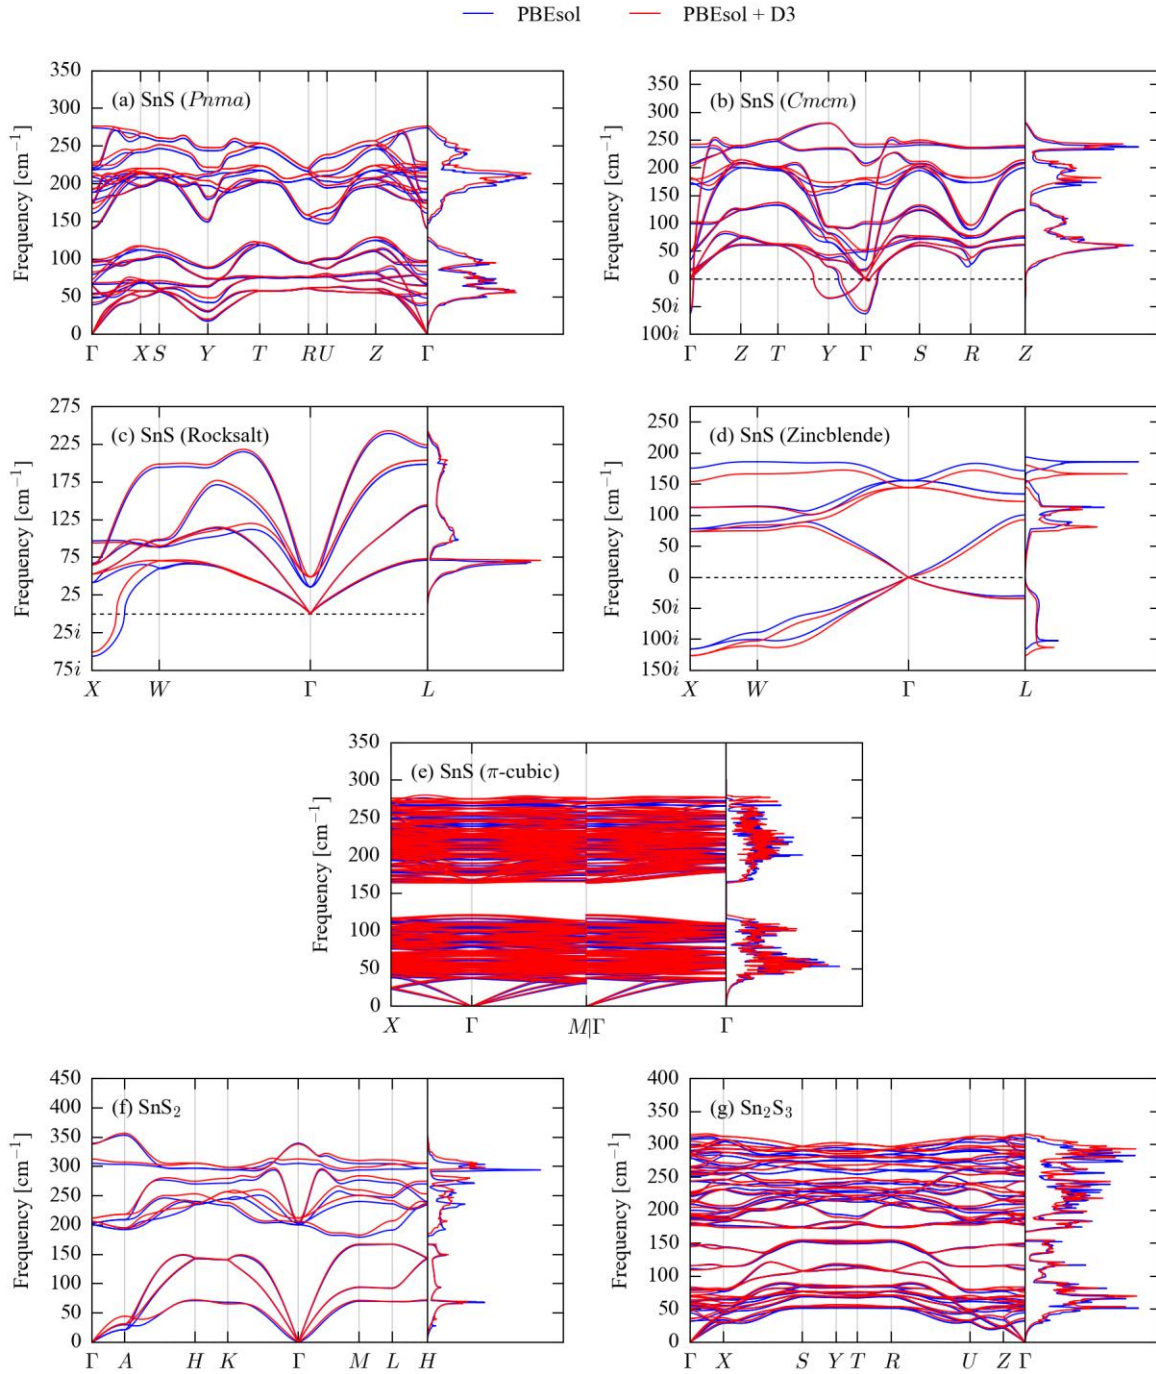 PBEsol PBEsol + D3
(a) SnS (Pnma)
Frequency [cm⁻¹]
350
300
250
200
150
100
50
0
Γ X S Y T R U Z Γ
(b) SnS (Cmcm)
Frequency [cm⁻¹]
350
300
250
200
150
100
50
0
50i
100i
Γ Z T Y Γ S R Z
(c) SnS (Rocksalt)
Frequency [cm⁻¹]
275
225
175
125
75
25
25i
75i
X W Γ L
(d) SnS (Zincblende)
Frequency [cm⁻¹]
250
200
150
100
50
0
50i
100i
150i
X W Γ L
(e) SnS (π-cubic)
Frequency [cm⁻¹]
350
300
250
200
150
100
50
0
X Γ M|Γ Γ
(f) SnS₂
Frequency [cm⁻¹]
450
400
350
300
250
200
150
100
50
0
Γ A H K Γ M L H
(g) Sn₂S₃
Frequency [cm⁻¹]
400
350
300
250
200
150
100
50
0
Γ X S Y T R U Z Γ